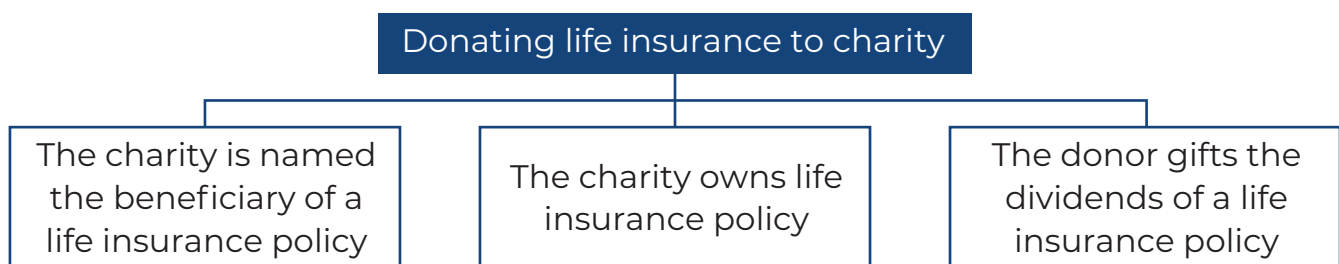 Donating life insurance to charity
The charity is named
the beneficiary of a
life insurance policy
The charity owns life
insurance policy
The donor gifts the
dividends of a life
insurance policy